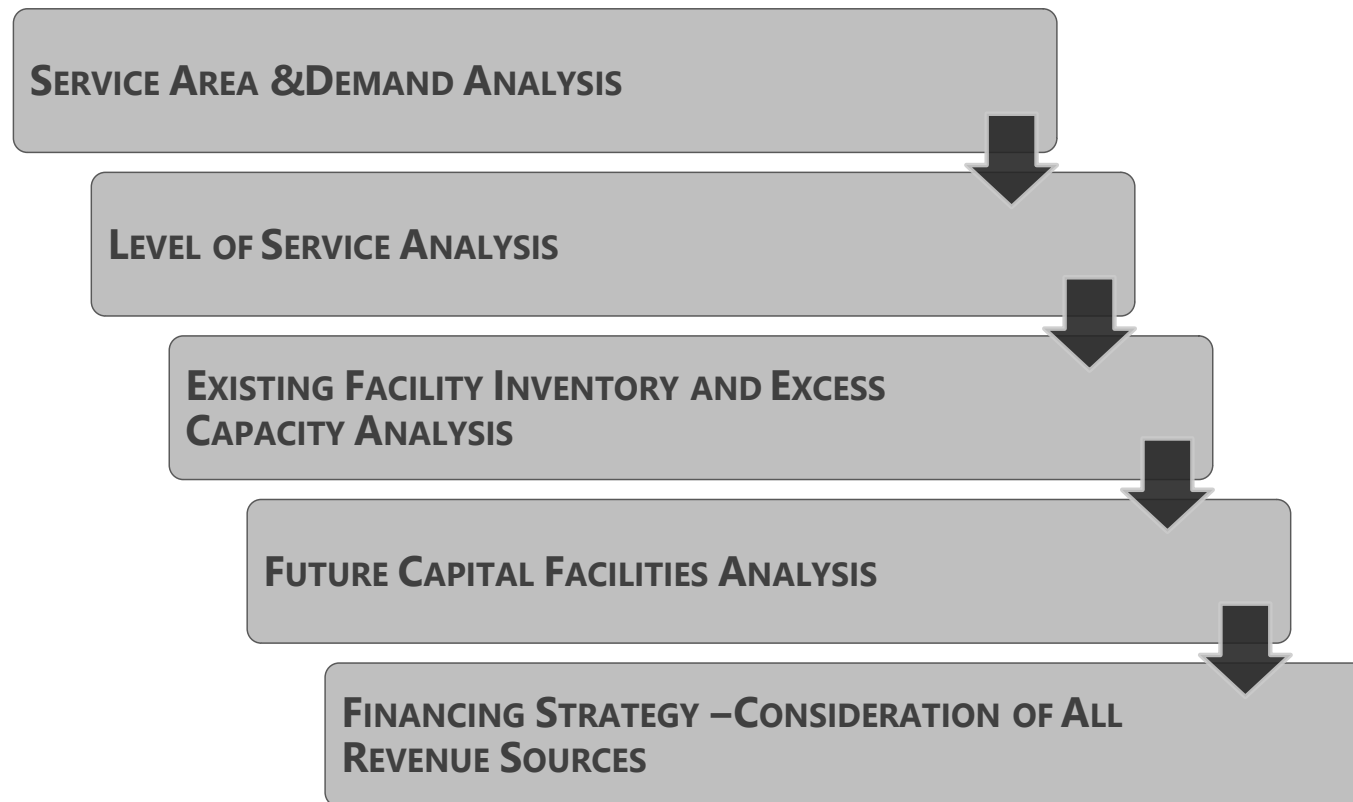 SERVICE AREA &DEMAND ANALYSIS
LEVEL OF SERVICE ANALYSIS
EXISTING FACILITY INVENTORY AND EXCESS
CAPACITY ANALYSIS
FUTURE CAPITAL FACILITIES ANALYSIS
FINANCING STRATEGY –CONSIDERATION OF ALL
REVENUE SOURCES